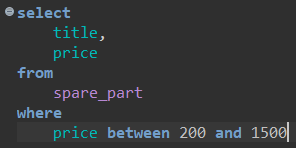 select
title,
price
from
spare_part
where
price between 200 and 1500